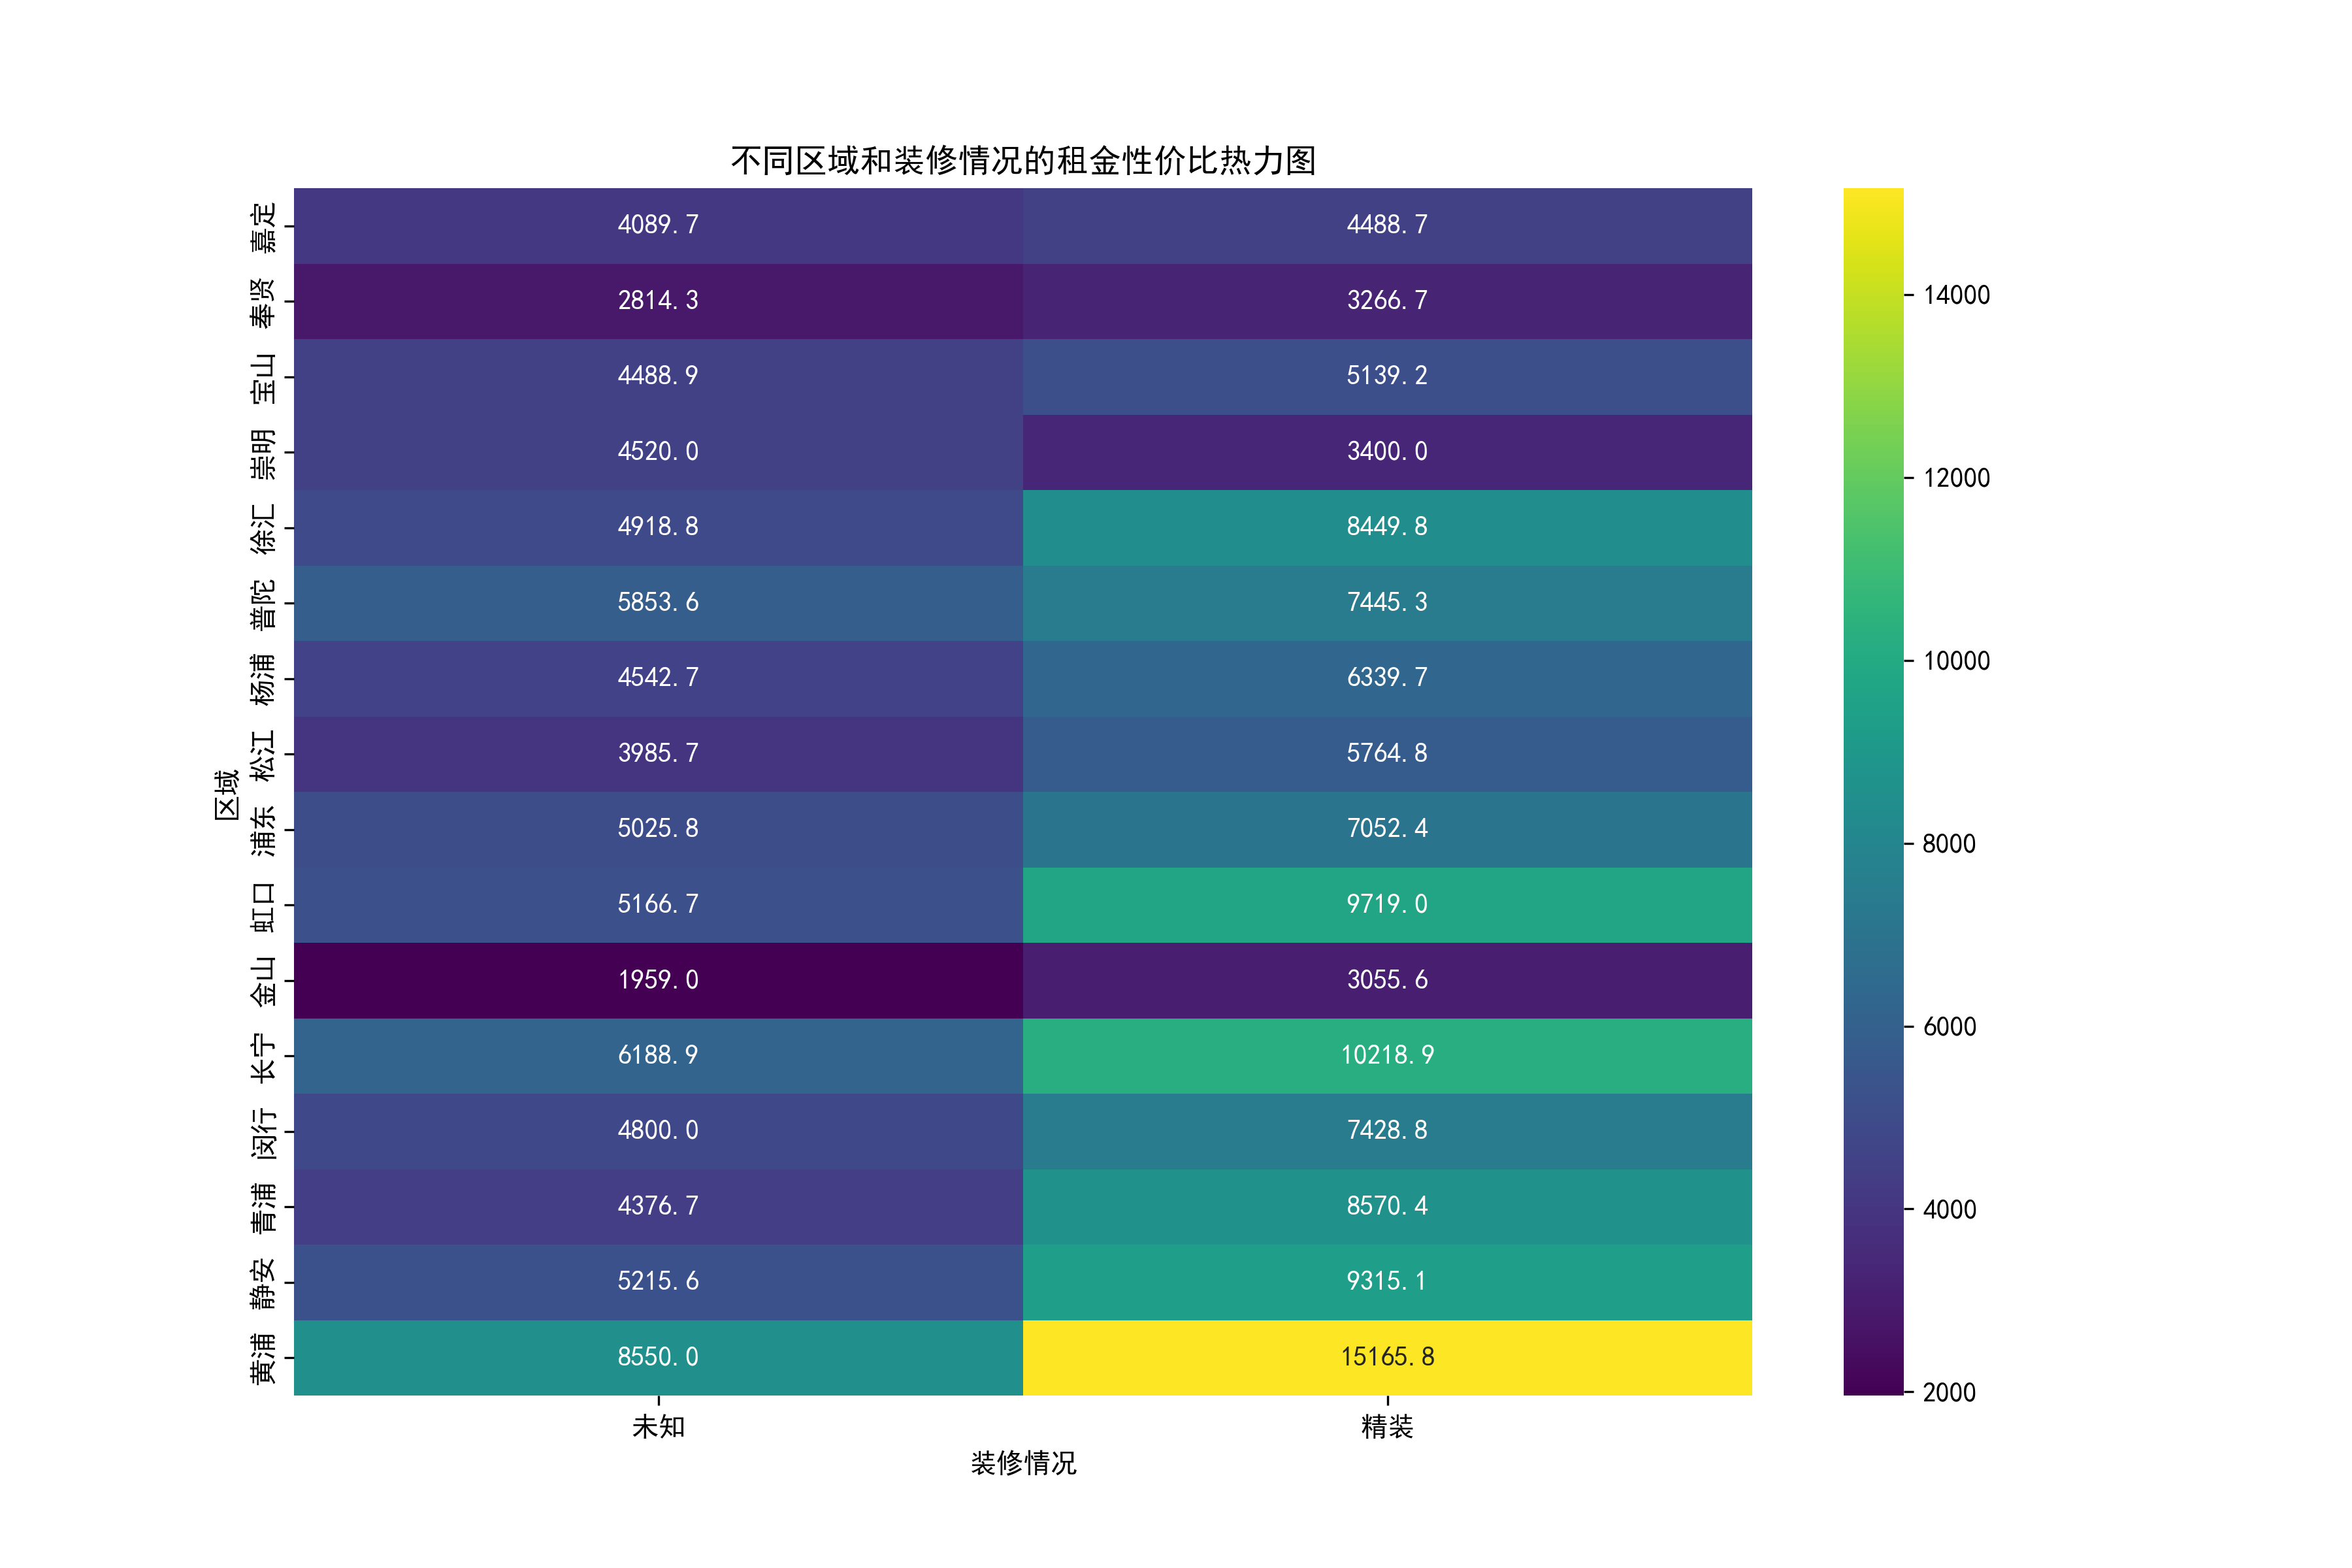 不同区域和装修情况的租金性价比热力图
区域
嘉定 4089.7 4488.7
奉贤 2814.3 3266.7
宝山 4488.9 5139.2
崇明 4520.0 3400.0
徐汇 4918.8 8449.8
普陀 5853.6 7445.3
杨浦 4542.7 6339.7
松江 3985.7 5764.8
浦东 5025.8 7052.4
虹口 5166.7 9719.0
金山 1959.0 3055.6
长宁 6188.9 10218.9
闵行 4800.0 7428.8
青浦 4376.7 8570.4
静安 5215.6 9315.1
黄浦 8550.0 15165.8
未知 精装
装修情况
14000
12000
10000
8000
6000
4000
2000